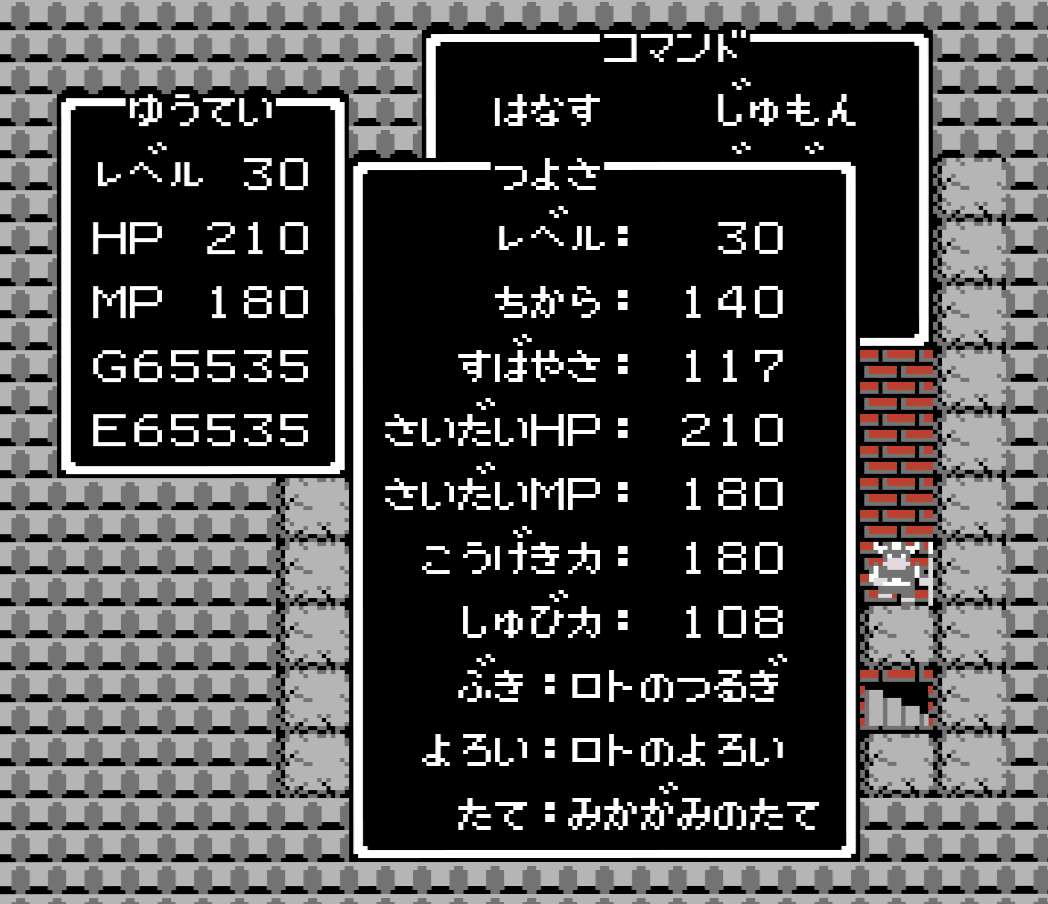 コマンド
はなす じゅもん
ゆうてい
レベル 30
HP 210
MP 180
G65535
E65535
つよさ
レベル: 30
ちから: 140
すばやさ: 117
さいだいHP: 210
さいだいMP: 180
こうげき力: 180
しゅび力: 108
ぶき:ロトのつるぎ
よろい:ロトのよろい
たて:みかがみのたて